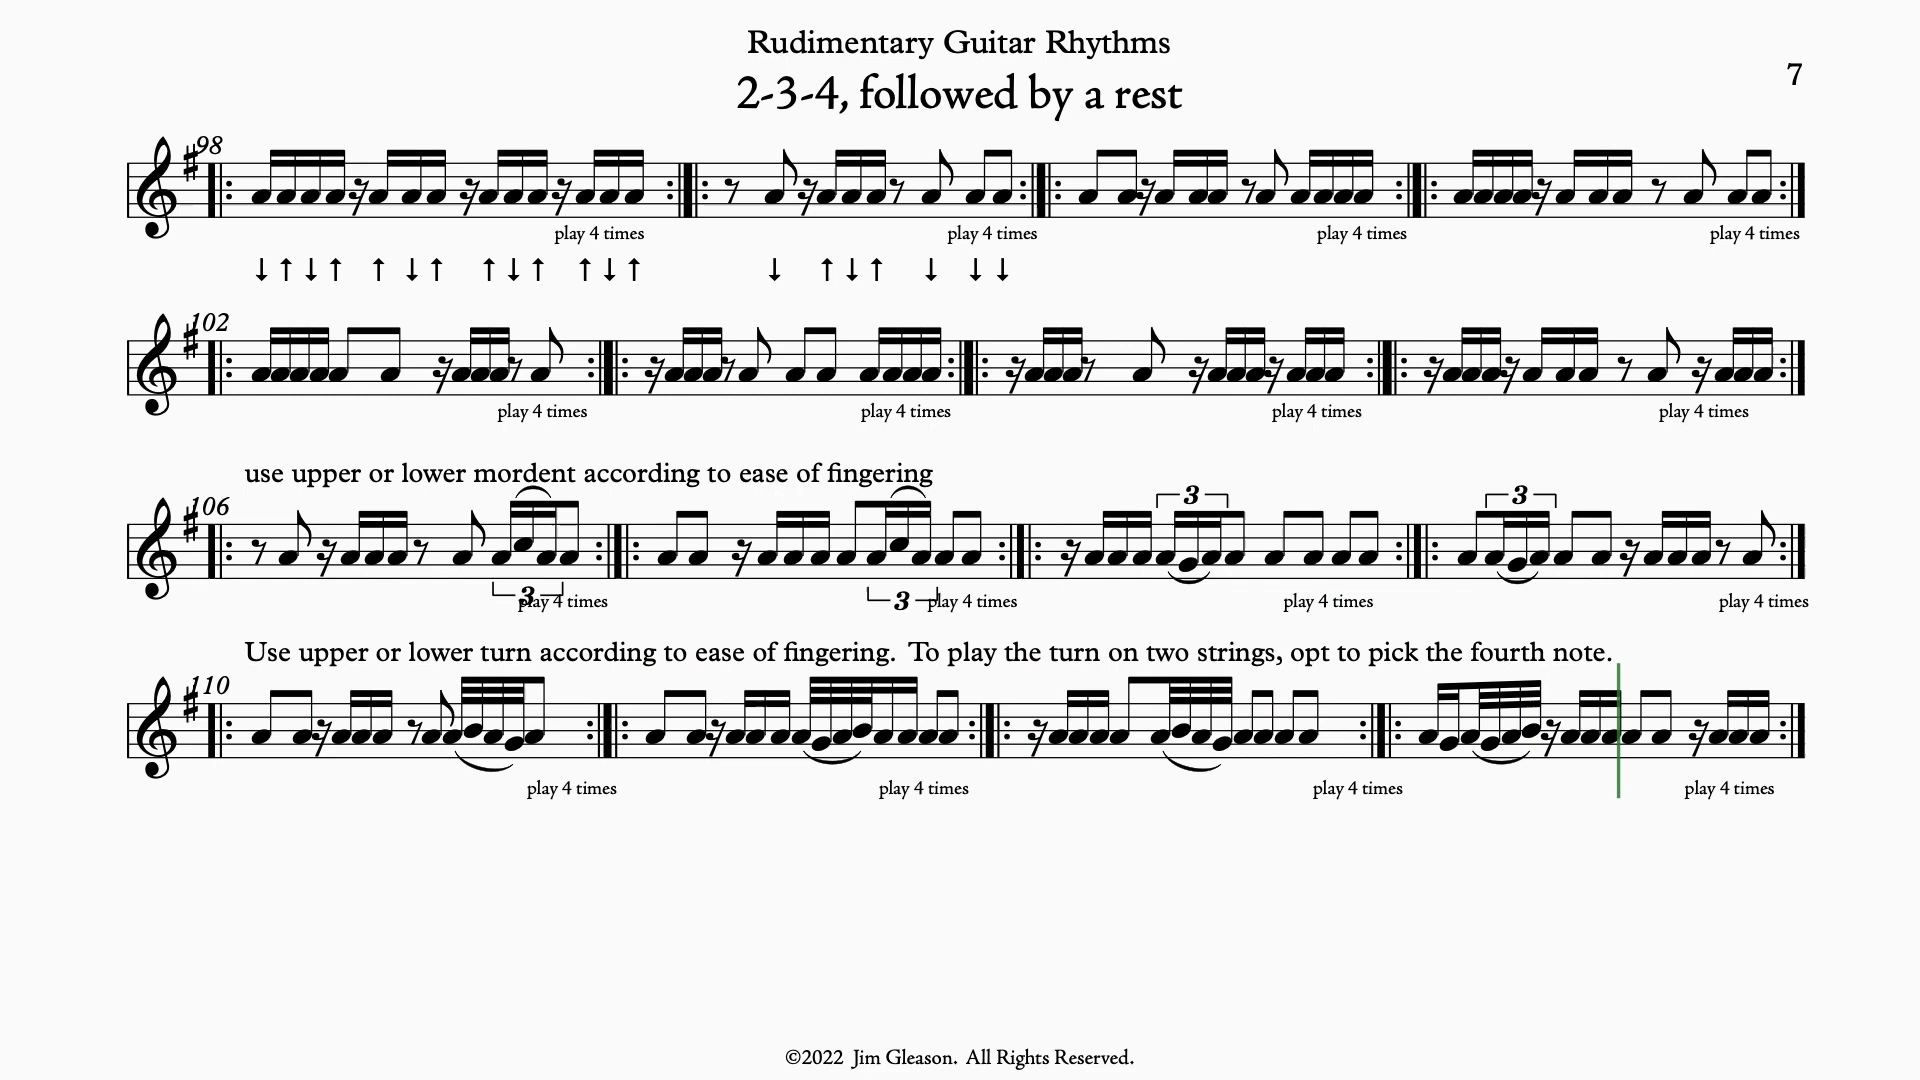 Rudimentary Guitar Rhythms
2-3-4, followed by a rest
7
98
play 4 times play 4 times play 4 times play 4 times
↓ ↑ ↓ ↑ ↑ ↓ ↑ ↑ ↓ ↑ ↑ ↓ ↑ ↓ ↑ ↓ ↑ ↓ ↓ ↓
102
play 4 times play 4 times play 4 times play 4 times
use upper or lower mordent according to ease of fingering
106
3 3
3 3
play 4 times play 4 times play 4 times play 4 times
Use upper or lower turn according to ease of fingering. To play the turn on two strings, opt to pick the fourth note.
110
play 4 times play 4 times play 4 times play 4 times
©2022 Jim Gleason. All Rights Reserved.